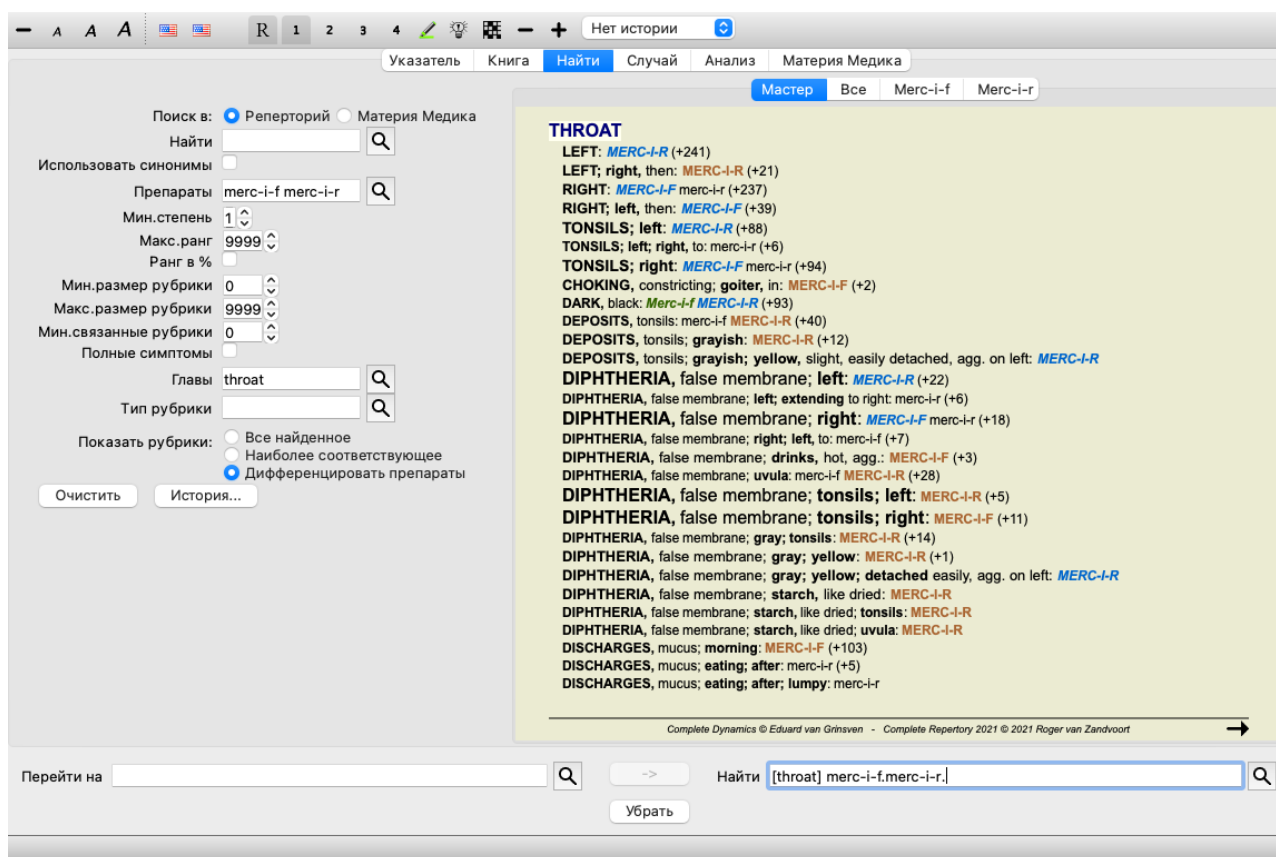 A A A R 1 2 3 4 Нет истории
Указатель Книга Найти Случай Анализ Материя Медика
Мастер Все Merc-i-f Merc-i-r
Поиск в: Реперторий Материя Медика
Найти
Использовать синонимы
Препараты merc-i-f merc-i-r
Мин.степень 1
Макс.ранг 9999
Ранг в %
Мин.размер рубрики 0
Макс.размер рубрики 9999
Мин.связанные рубрики 0
Полные симптомы
Главы throat
Тип рубрики
Показать рубрики: Все найденное
Наиболее соответствующее
Дифференцировать препараты
Очистить История...
THROAT
LEFT: MERC-I-R (+241)
LEFT; right, then: MERC-I-R (+21)
RIGHT: MERC-I-F merc-i-r (+237)
RIGHT; left, then: MERC-I-F (+39)
TONSILS; left: MERC-I-R (+88)
TONSILS; left; right, to: merc-i-r (+6)
TONSILS; right: MERC-I-F merc-i-r (+94)
CHOKING, constricting; goiter, in: MERC-I-F (+2)
DARK, black: Merc-i-f MERC-I-R (+93)
DEPOSITS, tonsils: merc-i-f MERC-I-R (+40)
DEPOSITS, tonsils; grayish: MERC-I-R (+12)
DEPOSITS, tonsils; grayish; yellow, slight, easily detached, agg. on left: MERC-I-R
DIPHTHERIA, false membrane; left: MERC-I-R (+22)
DIPHTHERIA, false membrane; left; extending to right: merc-i-r (+6)
DIPHTHERIA, false membrane; right: MERC-I-F merc-i-r (+18)
DIPHTHERIA, false membrane; right; left, to: merc-i-f (+7)
DIPHTHERIA, false membrane; drinks, hot, agg.: MERC-I-F (+3)
DIPHTHERIA, false membrane; uvula: merc-i-f MERC-I-R (+28)
DIPHTHERIA, false membrane; tonsils; left: MERC-I-R (+5)
DIPHTHERIA, false membrane; tonsils; right: MERC-I-F (+11)
DIPHTHERIA, false membrane; gray; tonsils: MERC-I-R (+14)
DIPHTHERIA, false membrane; gray; yellow: MERC-I-R (+1)
DIPHTHERIA, false membrane; gray; yellow; detached easily, agg. on left: MERC-I-R
DIPHTHERIA, false membrane; starch, like dried: MERC-I-R
DIPHTHERIA, false membrane; starch, like dried; tonsils: MERC-I-R
DIPHTHERIA, false membrane; starch, like dried; uvula: MERC-I-R
DISCHARGES, mucus; morning: MERC-I-F (+103)
DISCHARGES, mucus; eating; after: merc-i-r (+5)
DISCHARGES, mucus; eating; after; lumpy: merc-i-r
Complete Dynamics © Eduard van Grinsven - Complete Repertory 2021 © 2021 Roger van Zandvoort
Перейти на -> Найти [throat] merc-i-f.merc-i-r.
Убрать